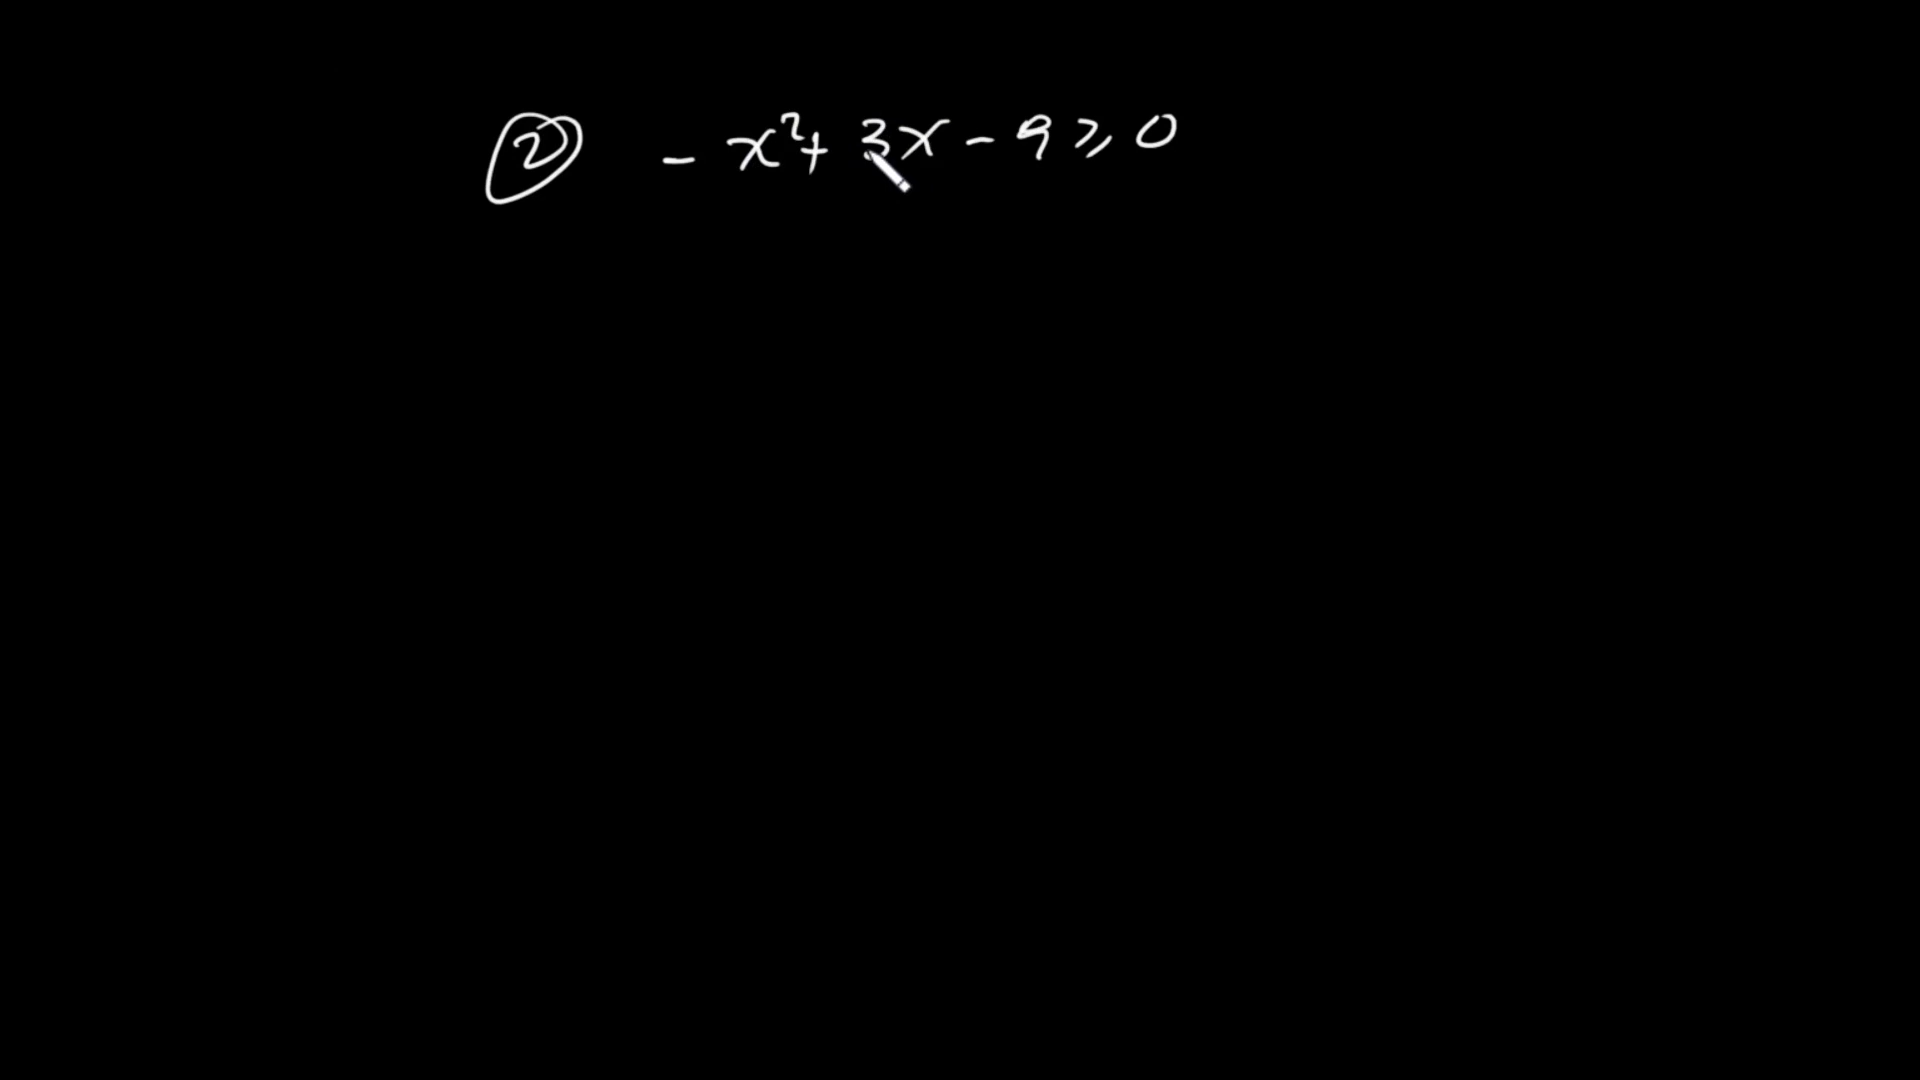 ② - x² + 3x - 9 ⩾ 0